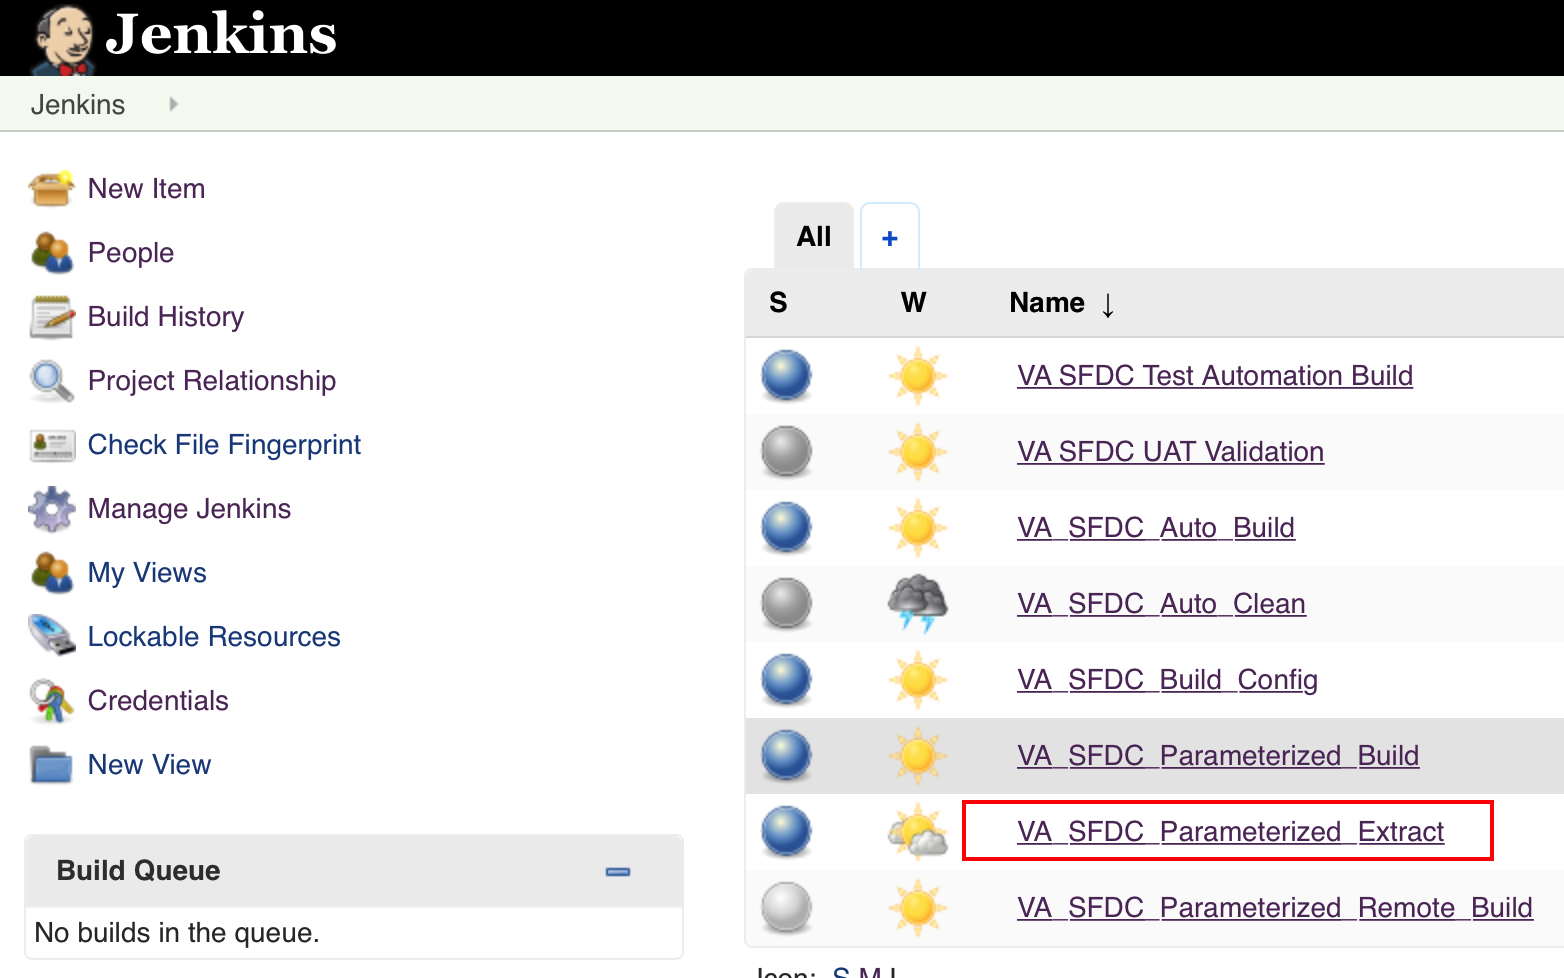 Jenkins
Jenkins
New Item
People
Build History
Project Relationship
Check File Fingerprint
Manage Jenkins
My Views
Lockable Resources
Credentials
New View
Build Queue
No builds in the queue.
All +
S W Name ↓
VA SFDC Test Automation Build
VA SFDC UAT Validation
VA_SFDC_Auto_Build
VA_SFDC_Auto_Clean
VA_SFDC_Build_Config
VA_SFDC_Parameterized_Build
VA_SFDC_Parameterized_Extract
VA_SFDC_Parameterized_Remote_Build
Icon: S M L